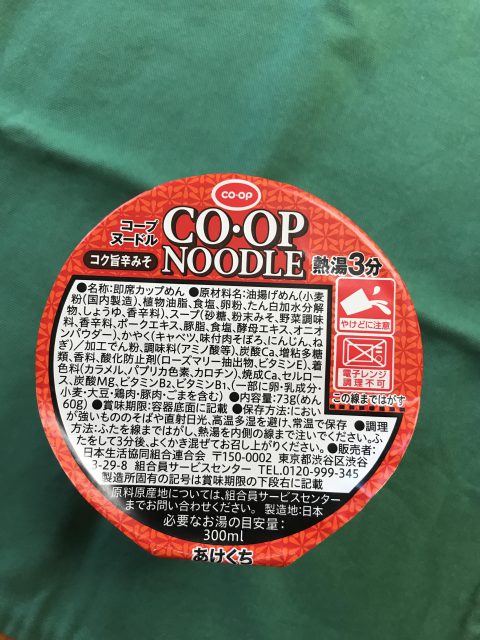 CO·OP
コープ
ヌードル
CO·OP
NOODLE
コク旨辛みそ
熱湯3分
●名称:即席カップめん ●原材料名:油揚げめん(小麦
粉(国内製造)、植物油脂、食塩、卵粉、たん白加水分解
物、しょうゆ、香辛料)、スープ(砂糖、粉末みそ、野菜調味
料、香辛料、ポークエキス、豚脂、食塩、酵母エキス、オニオ
ンパウダー)、かやく(キャベツ、味付肉そぼろ、にんじん、ね
ぎ)/加工でん粉、調味料(アミノ酸等)、炭酸Ca、増粘多糖
類、香料、酸化防止剤(ローズマリー抽出物、ビタミンE)、着
色料(カラメル、パプリカ色素、カロチン)、焼成Ca、セルロー
ス、炭酸Mg、ビタミンB₂、ビタミンB₁、(一部に卵・乳成分・
小麦・大豆・鶏肉・豚肉・ごまを含む) ●内容量:73g(めん
60g) ●賞味期限:容器底面に記載 ●保存方法:におい
が強いもののそばや直射日光、高温多湿を避け、常温で保存 ●調理
方法:ふたを線まではがし、熱湯を内側の線まで注いでください。ふ
たをして3分後、よくかき混ぜてお召し上がりください。●販売者:
日本生活協同組合連合会 〒150-0002 東京都渋谷区渋谷
3-29-8 組合員サービスセンター TEL.0120-999-345
製造所固有の記号は賞味期限の下段右に記載
原料原産地については、組合員サービスセンター
までお問い合わせください。 製造地:日本
必要なお湯の目安量:
300ml
やけどに注意
電子レンジ
調理不可
この線まではがす
あけくち